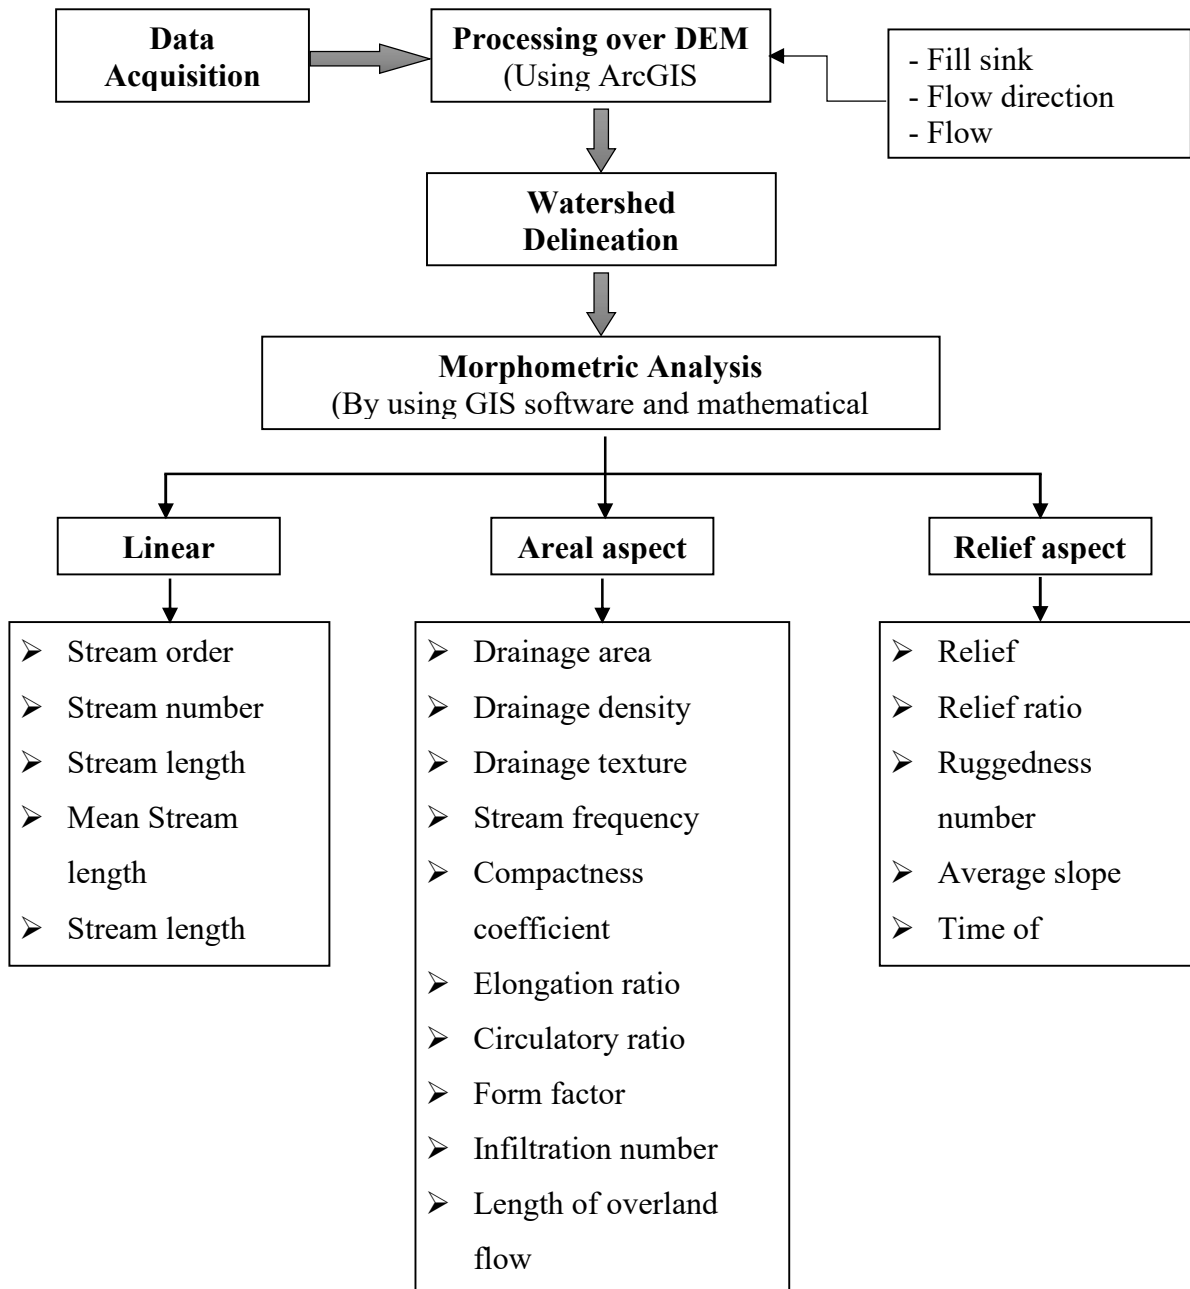 Data
Acquisition
Processing over DEM
(Using ArcGIS
- Fill sink
- Flow direction
- Flow
Watershed
Delineation
Morphometric Analysis
(By using GIS software and mathematical
Linear
Areal aspect
Relief aspect
➢ Stream order
➢ Stream number
➢ Stream length
➢ Mean Stream
length
➢ Stream length
➢ Drainage area
➢ Drainage density
➢ Drainage texture
➢ Stream frequency
➢ Compactness
coefficient
➢ Elongation ratio
➢ Circulatory ratio
➢ Form factor
➢ Infiltration number
➢ Length of overland
flow
➢ Relief
➢ Relief ratio
➢ Ruggedness
number
➢ Average slope
➢ Time of